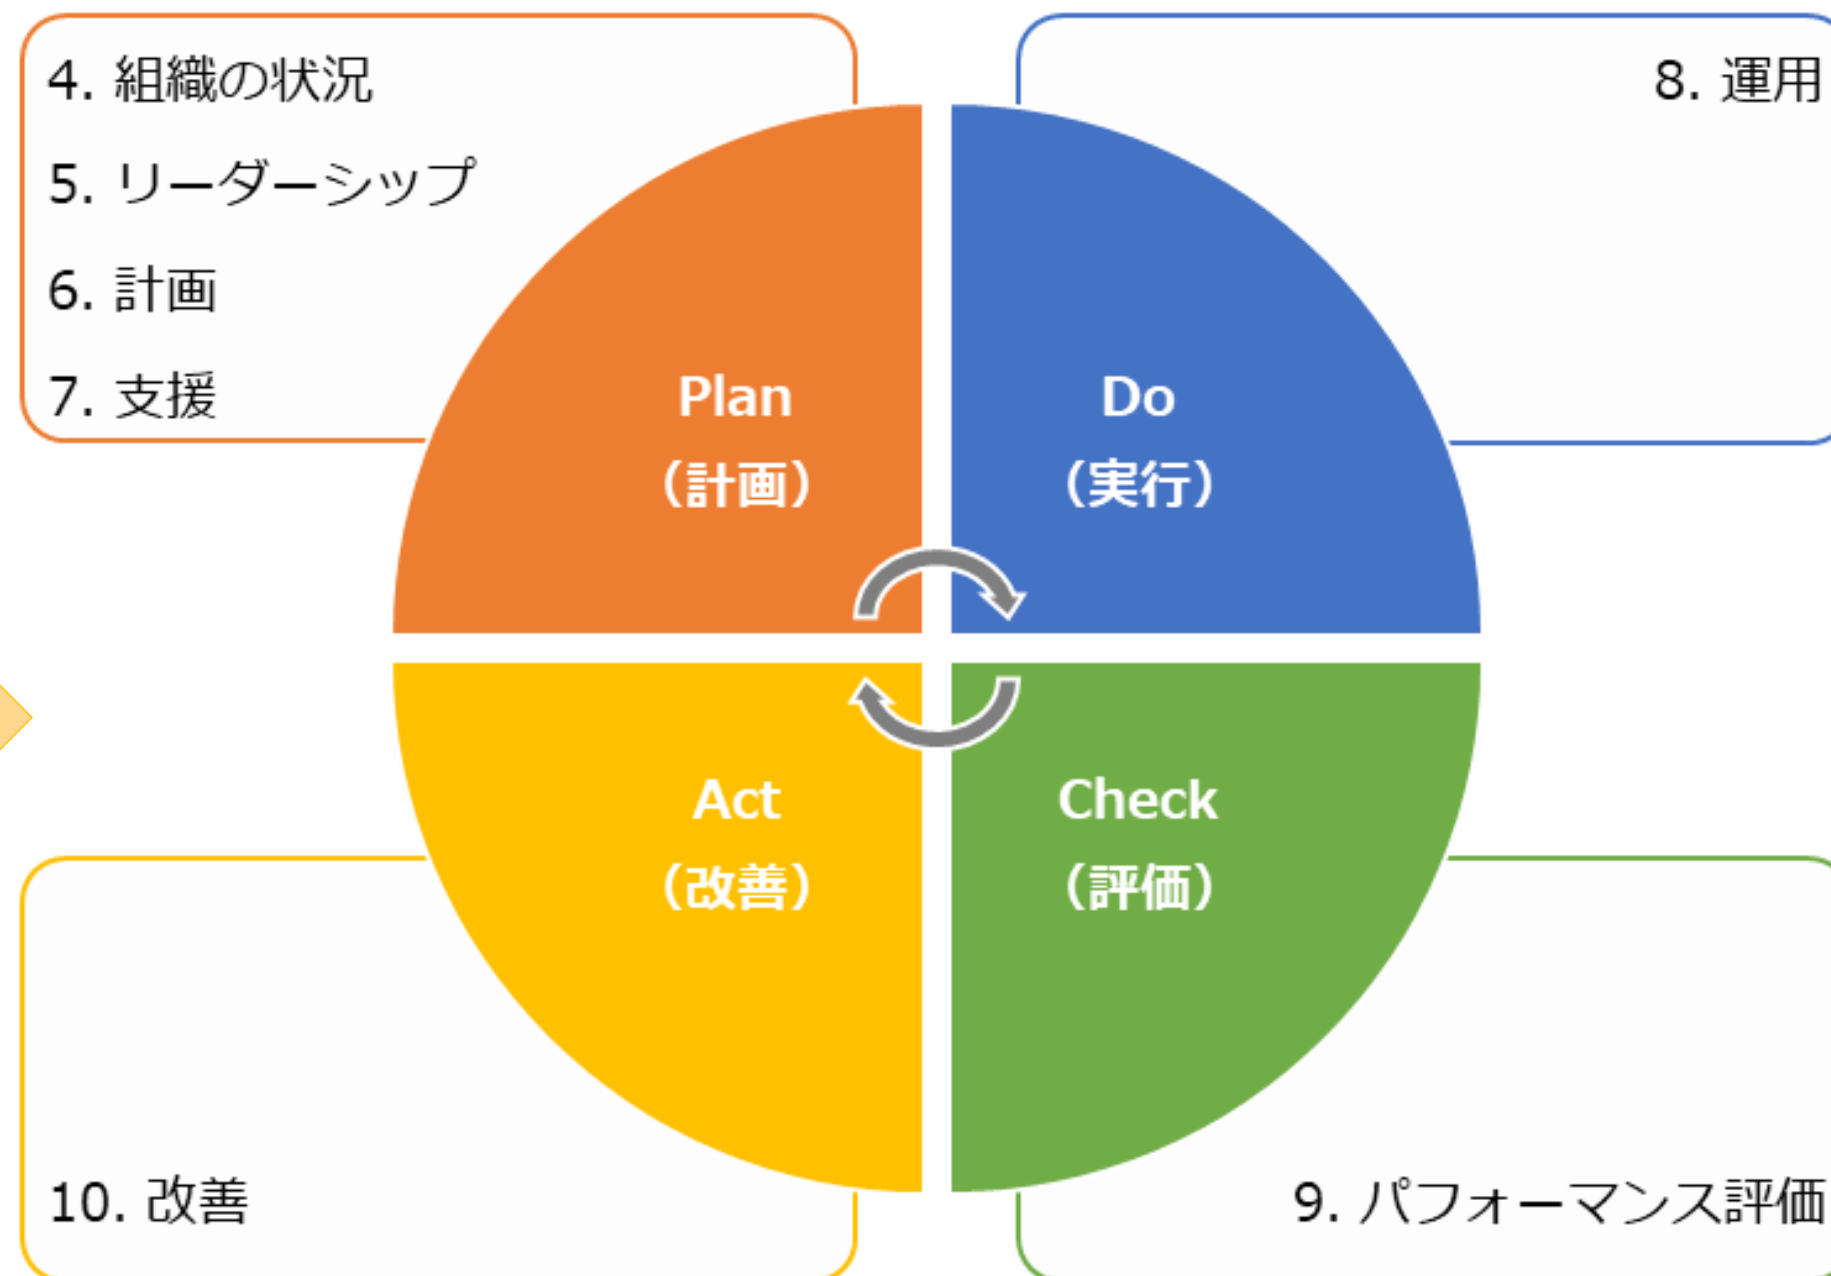 4. 組織の状況
5. リーダーシップ
6. 計画
7. 支援
8. 運用
Plan
（計画）
Do
（実行）
Act
（改善）
Check
（評価）
10. 改善
9. パフォーマンス評価